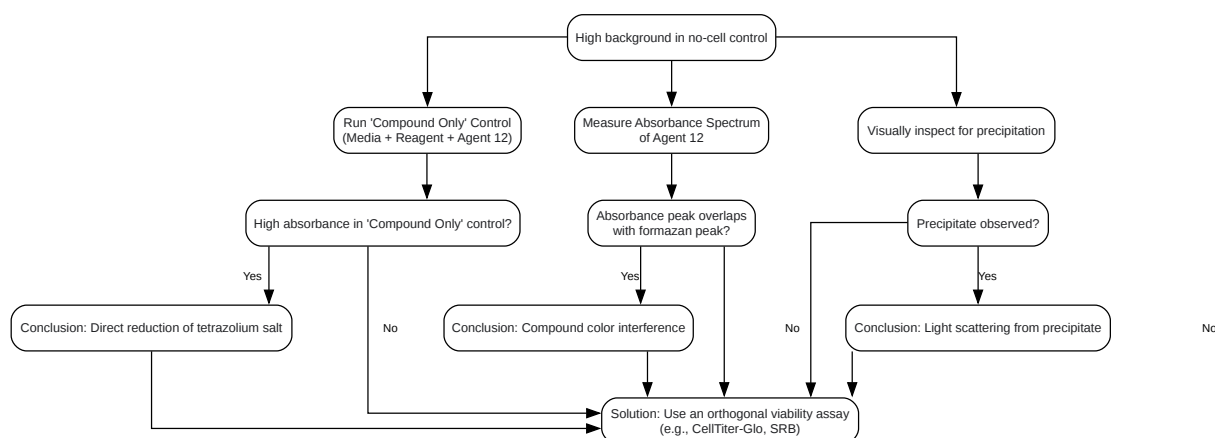 High background in no-cell control
Run 'Compound Only' Control
(Media + Reagent + Agent 12)
Measure Absorbance Spectrum
of Agent 12
Visually inspect for precipitation
High absorbance in 'Compound Only' control?
Absorbance peak overlaps
with formazan peak?
Precipitate observed?
Yes
Yes
Yes
Conclusion: Direct reduction of tetrazolium salt
No
Conclusion: Compound color interference
No
Conclusion: Light scattering from precipitate
No
Solution: Use an orthogonal viability assay
(e.g., CellTiter-Glo, SRB)